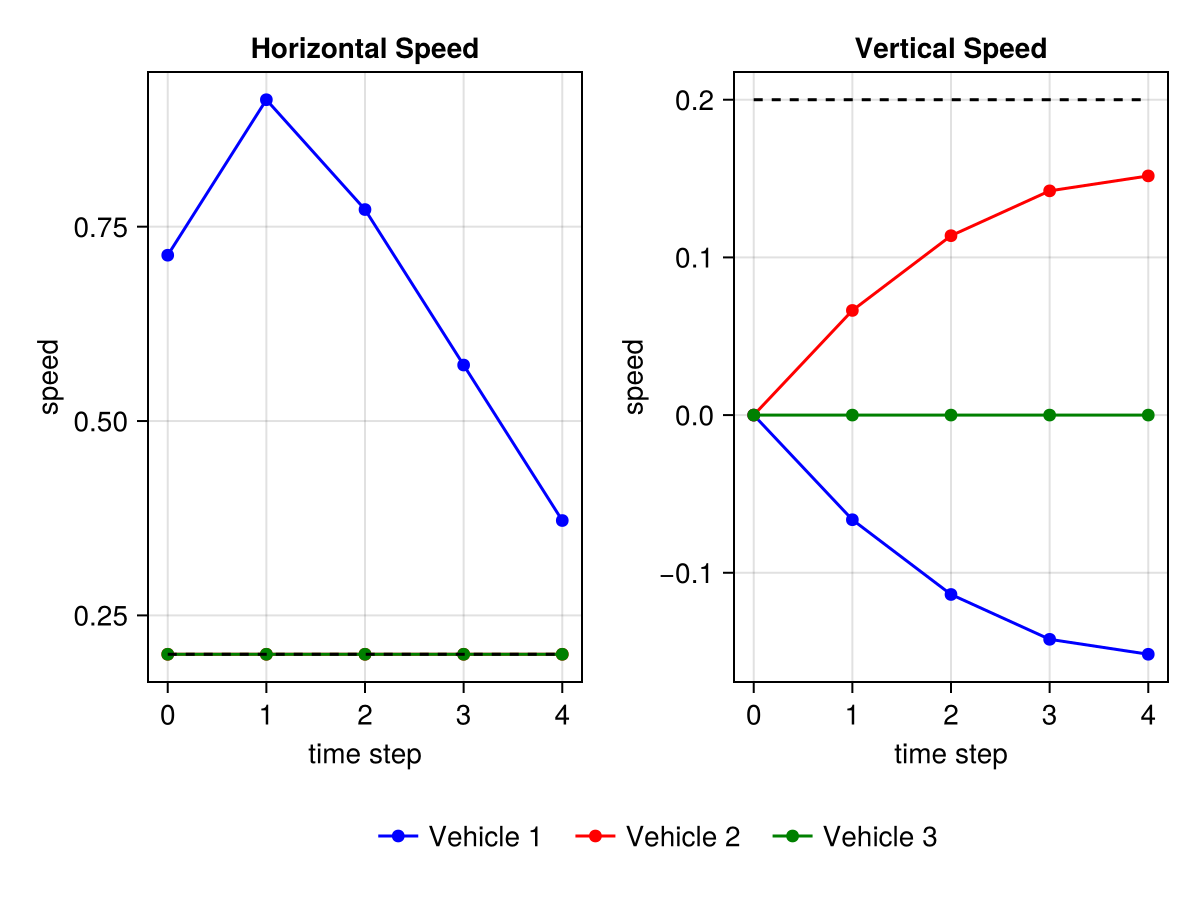 Horizontal Speed
speed
0.75
0.50
0.25
0 1 2 3 4
time step
Vertical Speed
speed
0.2
0.1
0.0
−0.1
0 1 2 3 4
time step
Vehicle 1 Vehicle 2 Vehicle 3